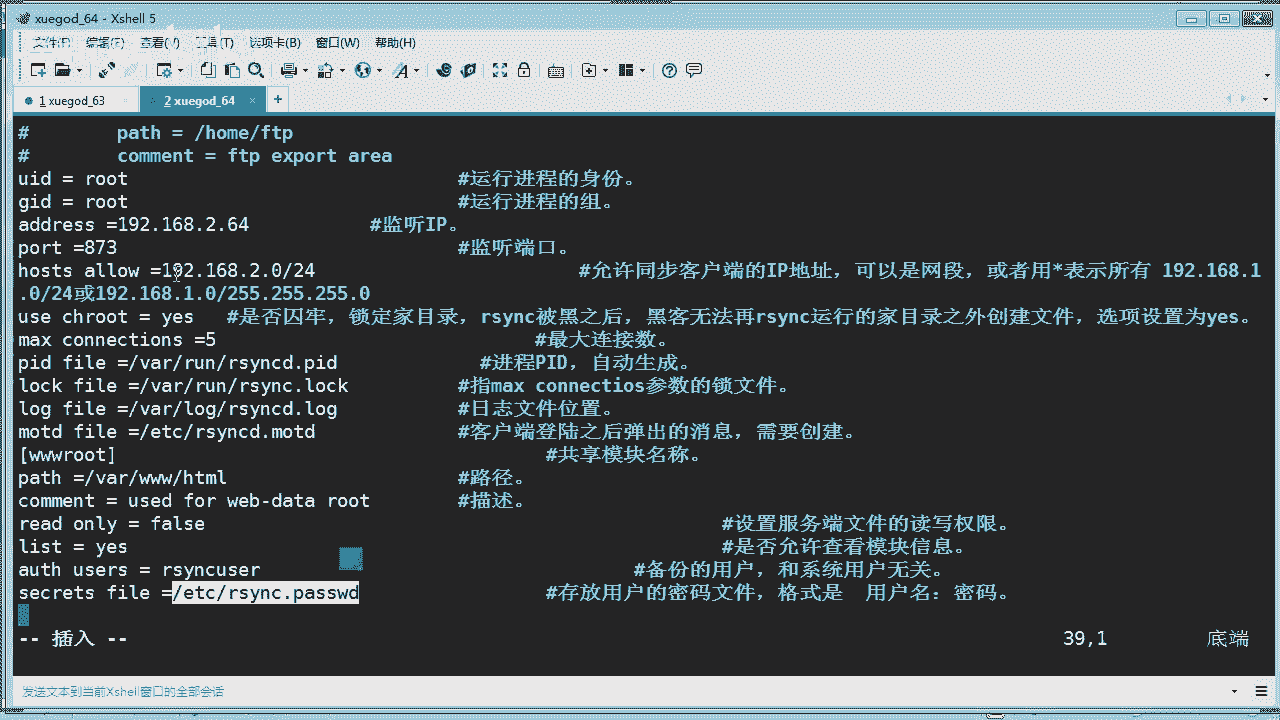 xuegod_64 - Xshell 5
文件(F) 编辑(E) 查看(V) 工具(T) 选项卡(B) 窗口(W) 帮助(H)
1 xuegod_63 × 2 xuegod_64 × +
# path = /home/ftp
# comment = ftp export area
uid = root #运行进程的身份。
gid = root #运行进程的组。
address =192.168.2.64 #监听IP。
port =873 #监听端口。
hosts allow =192.168.2.0/24 #允许同步客户端的IP地址，可以是网段，或者用*表示所有 192.168.1
.0/24或192.168.1.0/255.255.255.0
use chroot = yes #是否囚牢，锁定家目录，rsync被黑之后，黑客无法再rsync运行的家目录之外创建文件，选项设置为yes。
max connections =5 #最大连接数。
pid file =/var/run/rsyncd.pid #进程PID，自动生成。
lock file =/var/run/rsync.lock #指max connectios参数的锁文件。
log file =/var/log/rsyncd.log #日志文件位置。
motd file =/etc/rsyncd.motd #客户端登陆之后弹出的消息，需要创建。
[wwwroot] #共享模块名称。
path =/var/www/html #路径。
comment = used for web-data root #描述。
read only = false #设置服务端文件的读写权限。
list = yes #是否允许查看模块信息。
auth users = rsyncuser #备份的用户，和系统用户无关。
secrets file =/etc/rsync.passwd #存放用户的密码文件，格式是 用户名：密码。
-- 插入 -- 39,1 底端
发送文本到当前Xshell窗口的全部会话